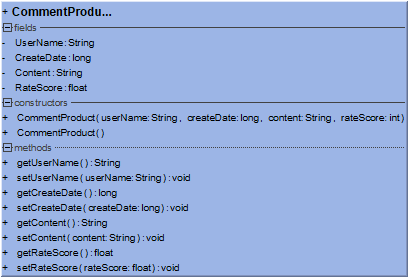 + CommentProdu...
fields
- UserName: String
- CreateDate: long
- Content: String
- RateScore: float
constructors
+ CommentProduct( userName: String, createDate: long, content: String, rateScore: int )
+ CommentProduct( )
methods
+ getUserName( ): String
+ setUserName( userName: String ): void
+ getCreateDate( ): long
+ setCreateDate( createDate: long ): void
+ getContent( ): String
+ setContent( content: String ): void
+ getRateScore( ): float
+ setRateScore( rateScore: float ): void